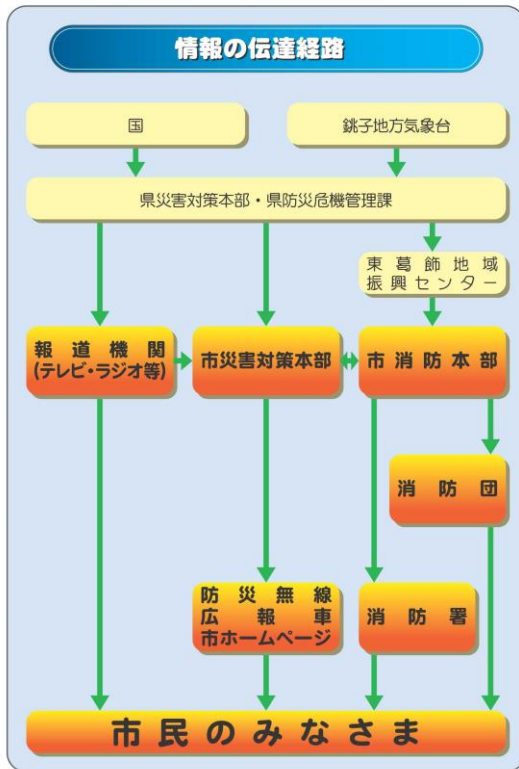 情報の伝達経路
国
銚子地方気象台
県災害対策本部・県防災危機管理課
東葛飾地域
振興センター
報道機関
(テレビ・ラジオ等)
市災害対策本部
市消防本部
消防団
防災無線
広報車
市ホームページ
消防署
市民のみなさま